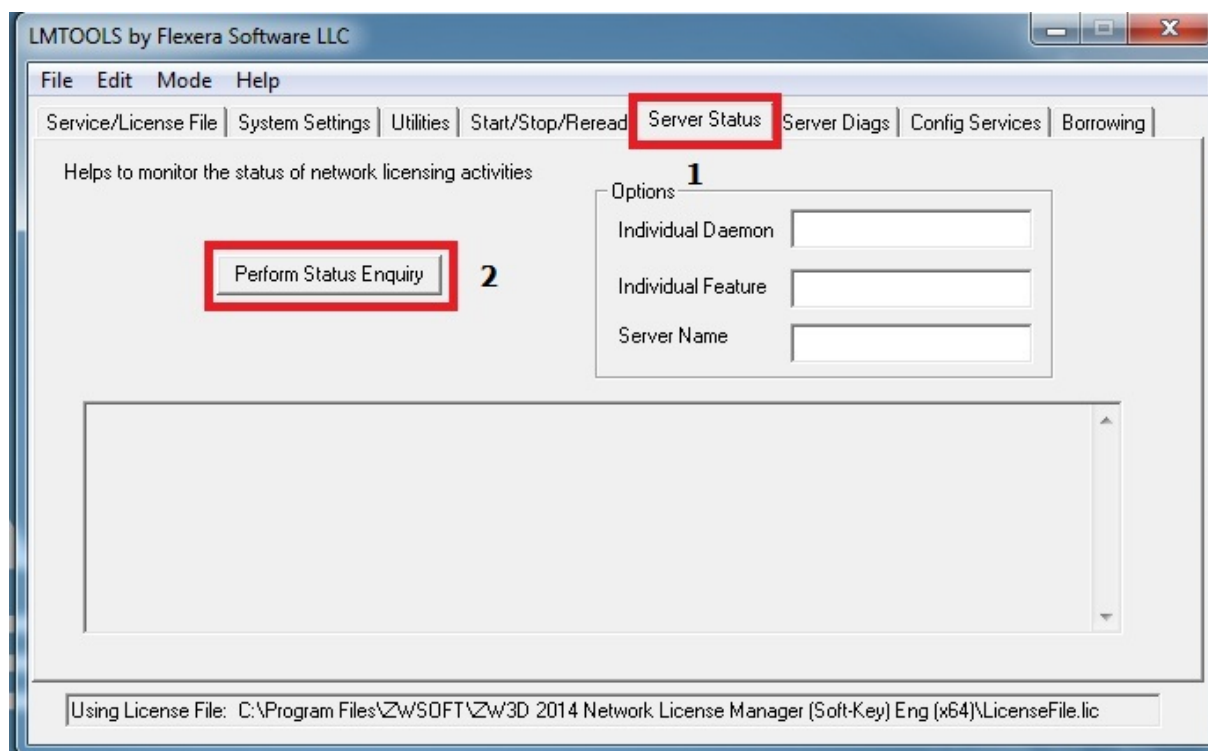 LMTOOLS by Flexera Software LLC
File Edit Mode Help
Service/License File System Settings Utilities Start/Stop/Reread Server Status Server Diags Config Services Borrowing
Helps to monitor the status of network licensing activities
1
Options
Individual Daemon
Perform Status Enquiry
2
Individual Feature
Server Name
Using License File: C:\Program Files\ZWSOFT\ZW3D 2014 Network License Manager (Soft-Key) Eng (x64)\LicenseFile.lic